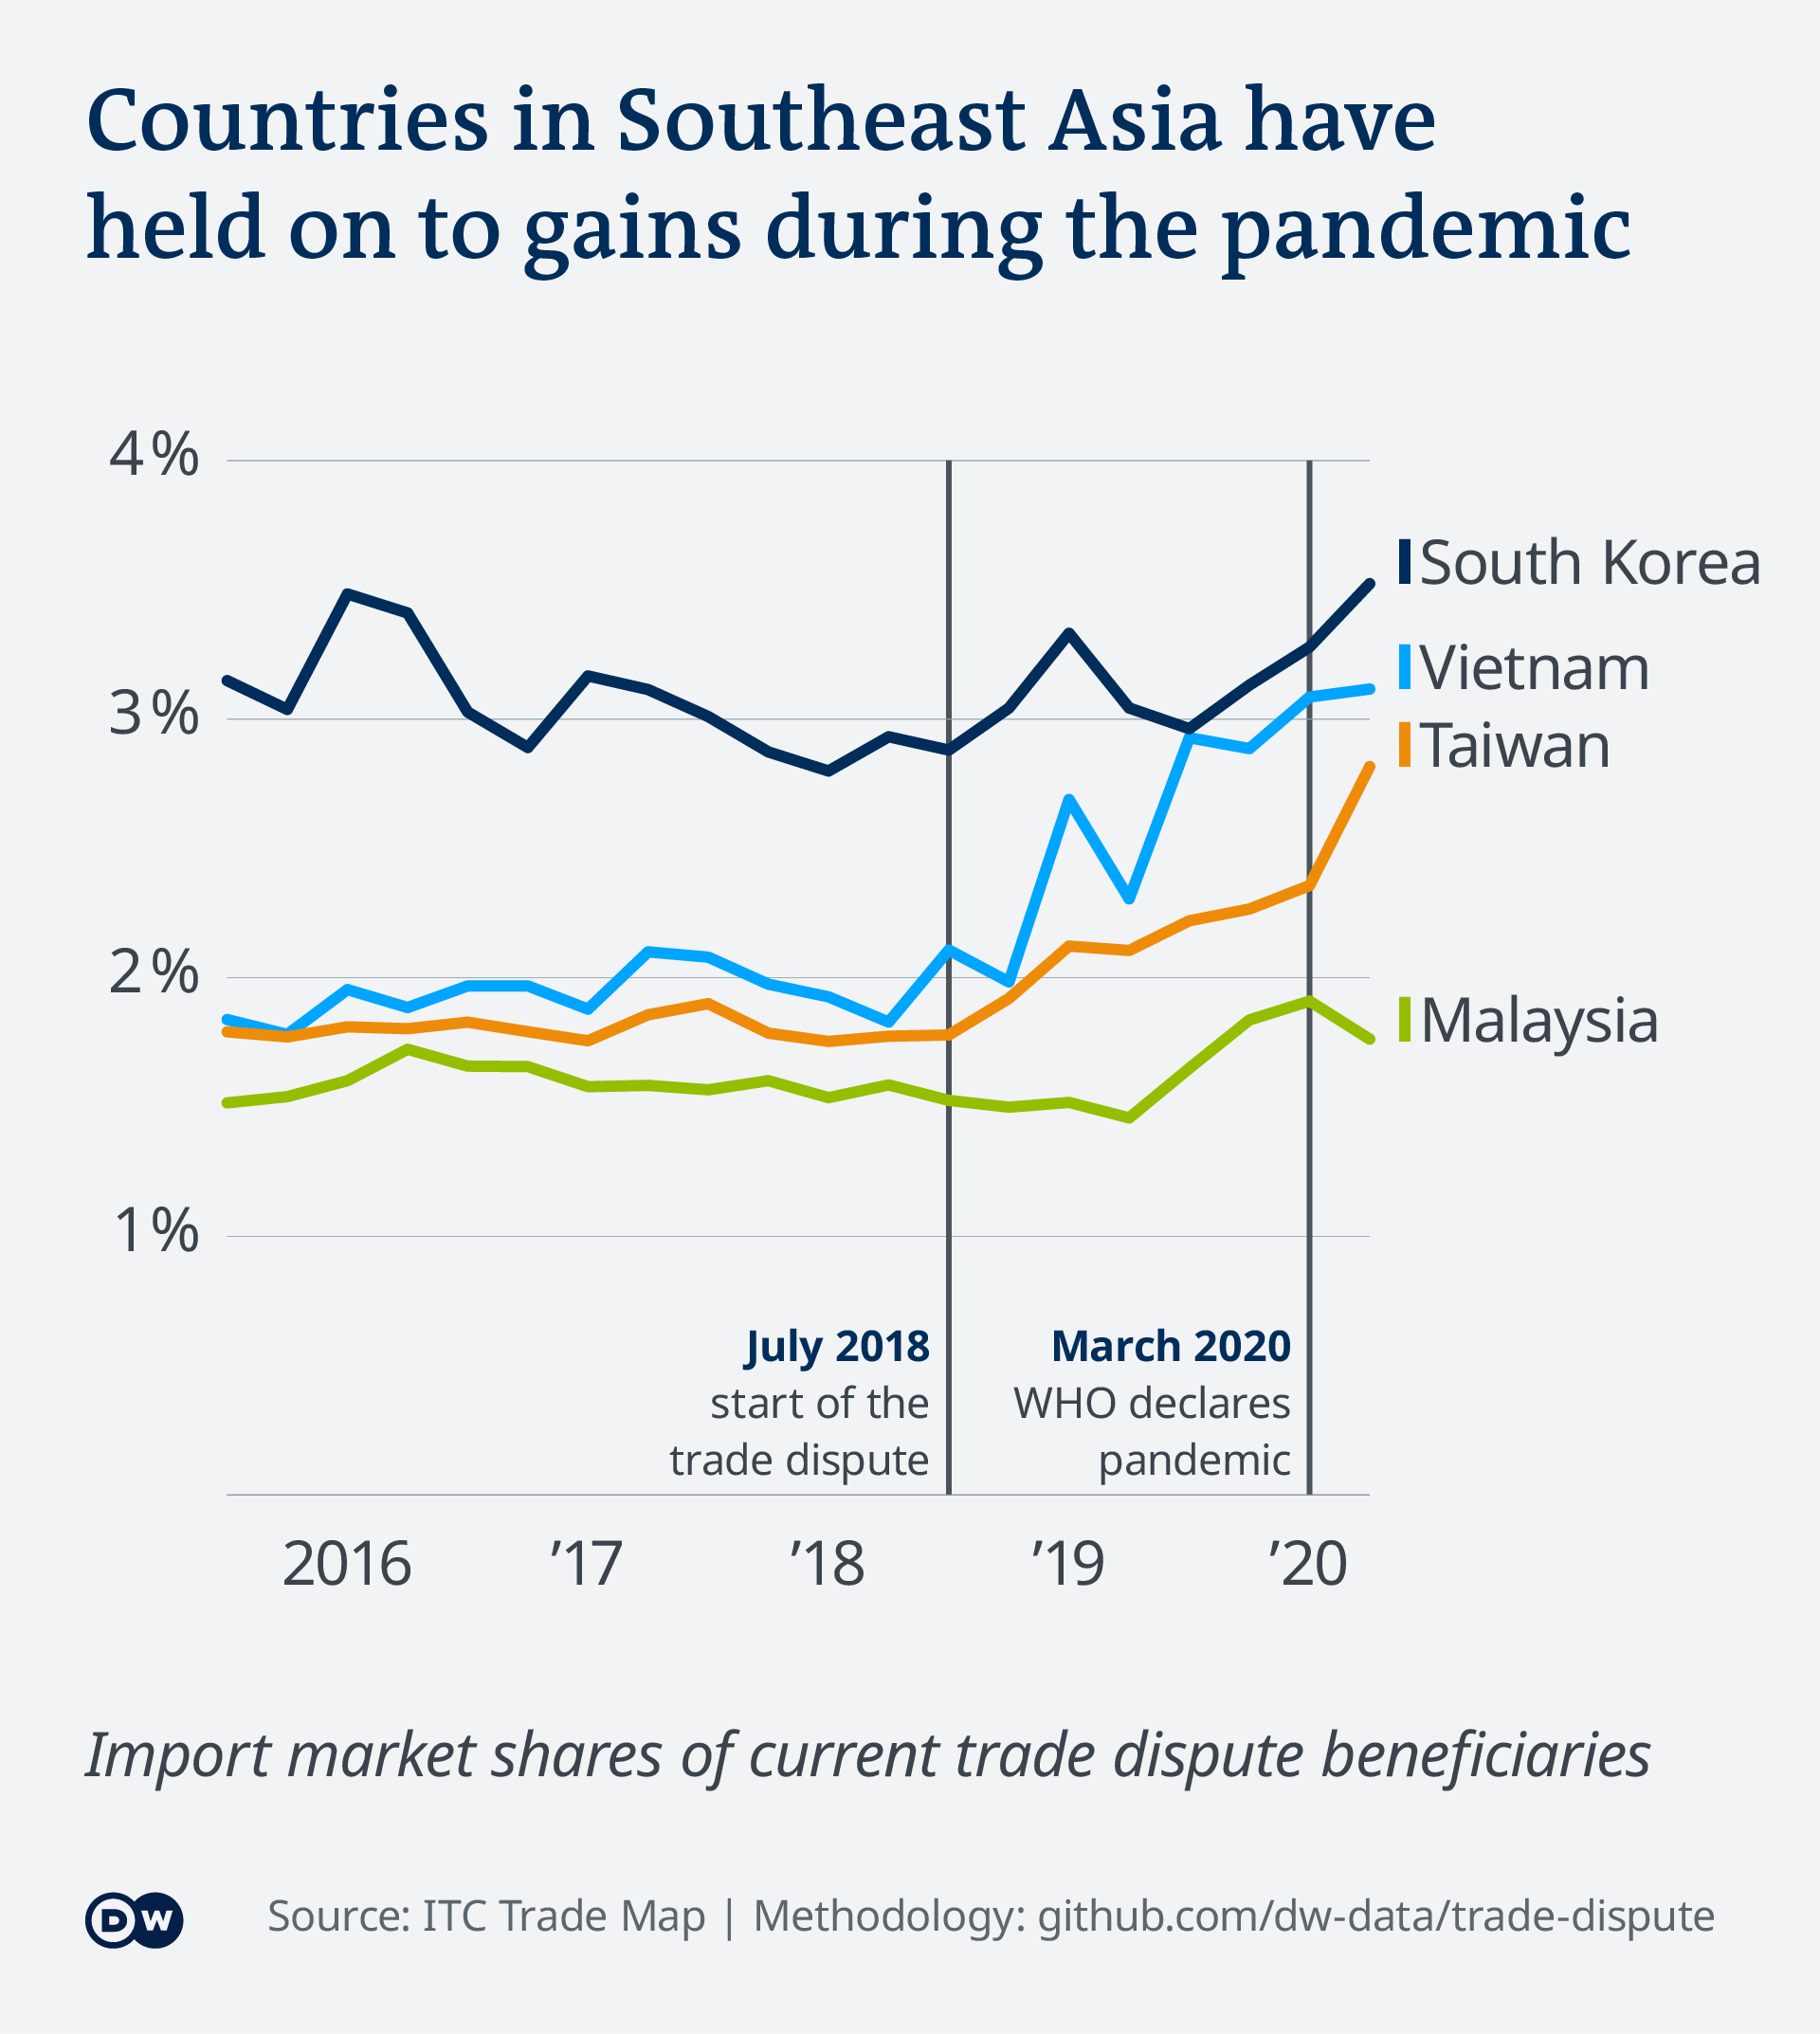 Countries in Southeast Asia have
held on to gains during the pandemic
4 %
3 %
2 %
1 %
South Korea
Vietnam
Taiwan
Malaysia
July 2018
start of the
trade dispute
March 2020
WHO declares
pandemic
2016
’17
’18
’19
’20
Import market shares of current trade dispute beneficiaries
DW
Source: ITC Trade Map | Methodology: github.com/dw-data/trade-dispute